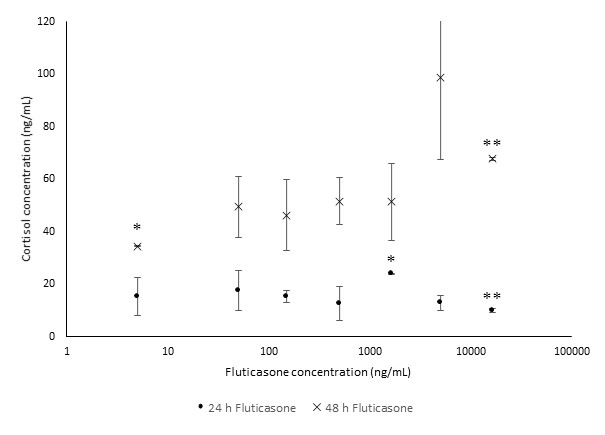 120
100
80
60
40
20
0
Cortisol concentration (ng/mL)
*
*
**
**
1 10 100 1000 10000 100000
Fluticasone concentration (ng/mL)
24 h Fluticasone 48 h Fluticasone